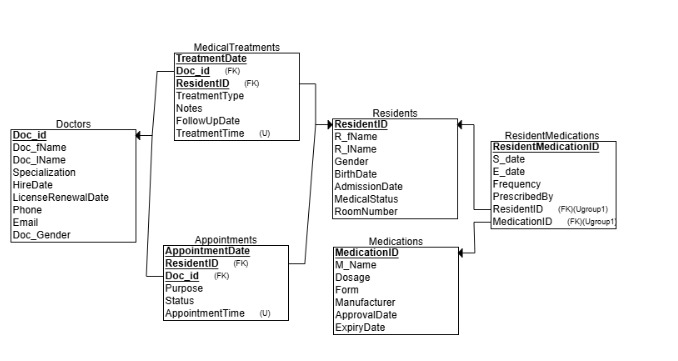 MedicalTreatments
TreatmentDate
Doc_id (FK)
ResidentID (FK)
TreatmentType
Notes
FollowUpDate
TreatmentTime (U)
Doctors
Doc_id
Doc_fName
Doc_lName
Specialization
HireDate
LicenseRenewalDate
Phone
Email
Doc_Gender
Residents
ResidentID
R_fName
R_lName
Gender
BirthDate
AdmissionDate
MedicalStatus
RoomNumber
ResidentMedications
ResidentMedicationID
S_date
E_date
Frequency
PrescribedBy
ResidentID (FK)(Ugroup1)
MedicationID (FK)(Ugroup1)
Appointments
AppointmentDate
ResidentID (FK)
Doc_id (FK)
Purpose
Status
AppointmentTime (U)
Medications
MedicationID
M_Name
Dosage
Form
Manufacturer
ApprovalDate
ExpiryDate